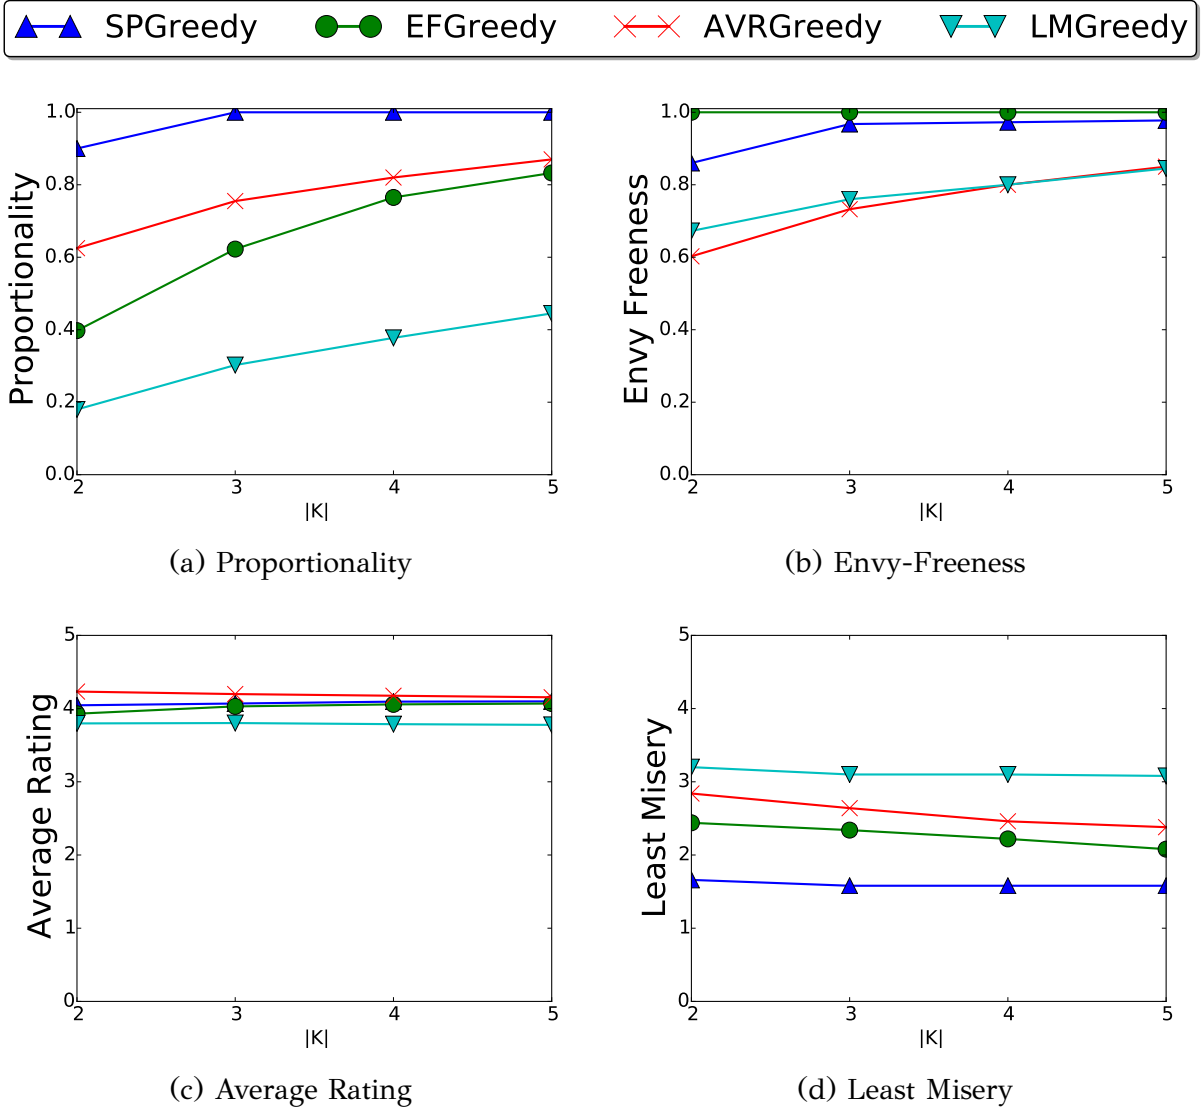 SPGreedy EFGreedy AVRGreedy LMGreedy
Proportionality
1.0
0.8
0.6
0.4
0.2
0.0
2 3 4 5
|K|
(a) Proportionality
Envy Freeness
1.0
0.8
0.6
0.4
0.2
0.0
2 3 4 5
|K|
(b) Envy-Freeness
Average Rating
5
4
3
2
1
0
2 3 4 5
|K|
(c) Average Rating
Least Misery
5
4
3
2
1
0
2 3 4 5
|K|
(d) Least Misery